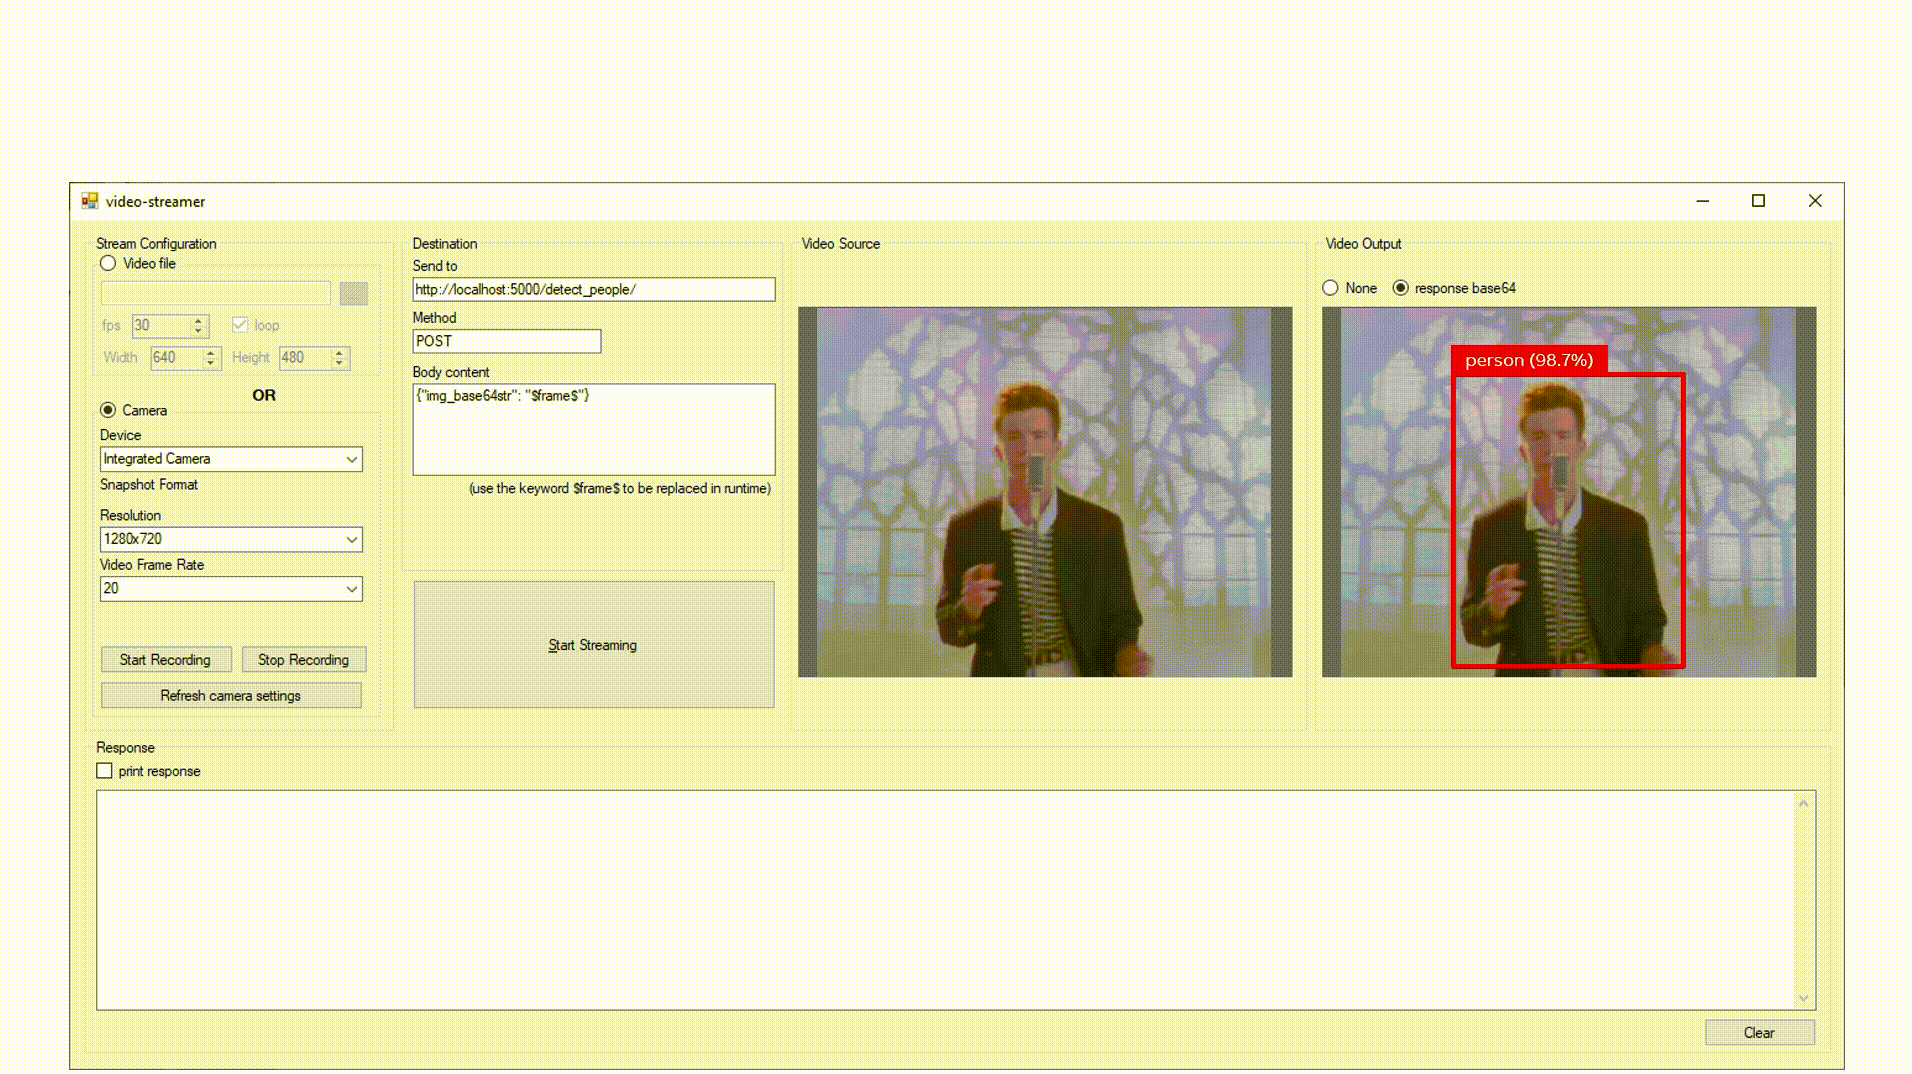 video-streamer
Stream Configuration
Video file
...
fps 30 loop
Width 640 Height 480
OR
Camera
Device
Integrated Camera
Snapshot Format
Resolution
1280x720
Video Frame Rate
20
Start Recording Stop Recording
Refresh camera settings
Destination
Send to
http://localhost:5000/detect_people/
Method
POST
Body content
{"img_base64str": "$frame$"}
(use the keyword $frame$ to be replaced in runtime)
Start Streaming
Video Source
Video Output
None response base64
person (98.7%)
Response
print response
Clear